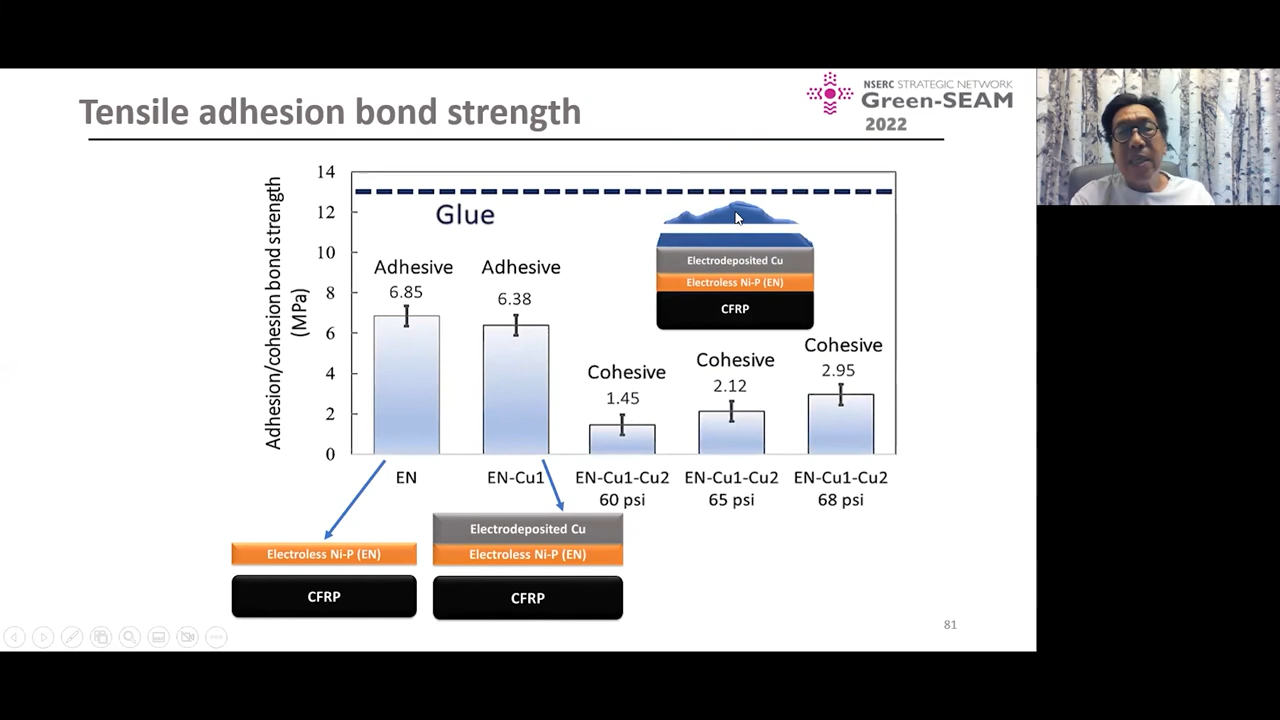 Tensile adhesion bond strength
NSERC STRATEGIC NETWORK
Green-SEAM
2022
Adhesion/cohesion bond strength
(MPa)
14
12
10
8
6
4
2
0
Glue
Adhesive
6.85
Adhesive
6.38
Cohesive
1.45
Cohesive
2.12
Cohesive
2.95
Electrodeposited Cu
Electroless Ni-P (EN)
CFRP
EN
EN-Cu1
EN-Cu1-Cu2
60 psi
EN-Cu1-Cu2
65 psi
EN-Cu1-Cu2
68 psi
Electroless Ni-P (EN)
CFRP
Electrodeposited Cu
Electroless Ni-P (EN)
CFRP
81